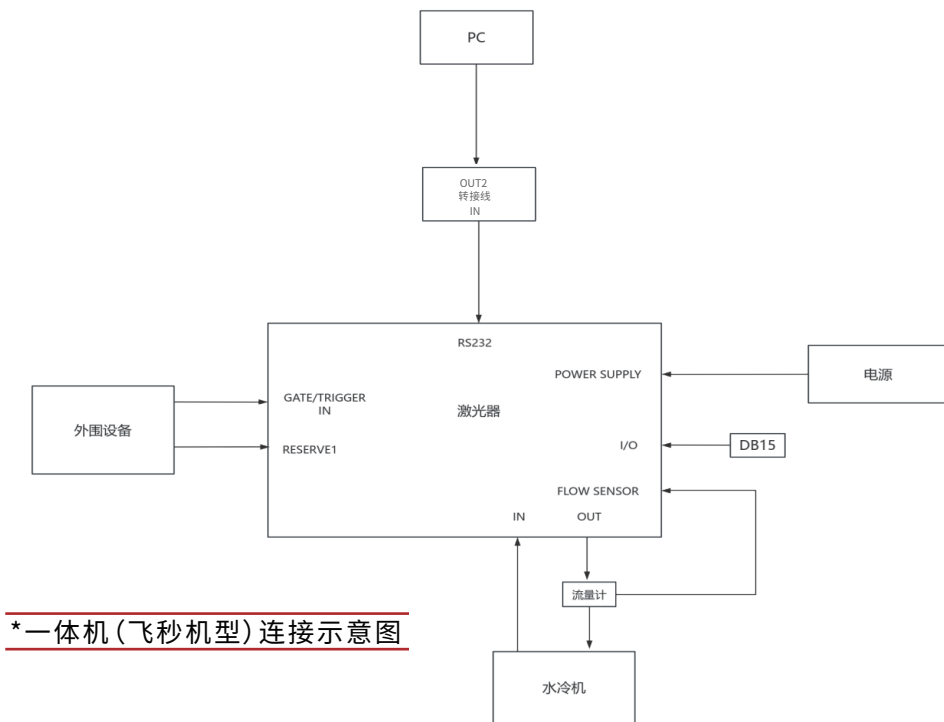 PC
OUT2
转接线
IN
RS232
POWER SUPPLY
电源
GATE/TRIGGER
IN
激光器
外围设备
I/O
DB15
RESERVE1
FLOW SENSOR
IN
OUT
流量计
*一体机(飞秒机型)连接示意图
水冷机